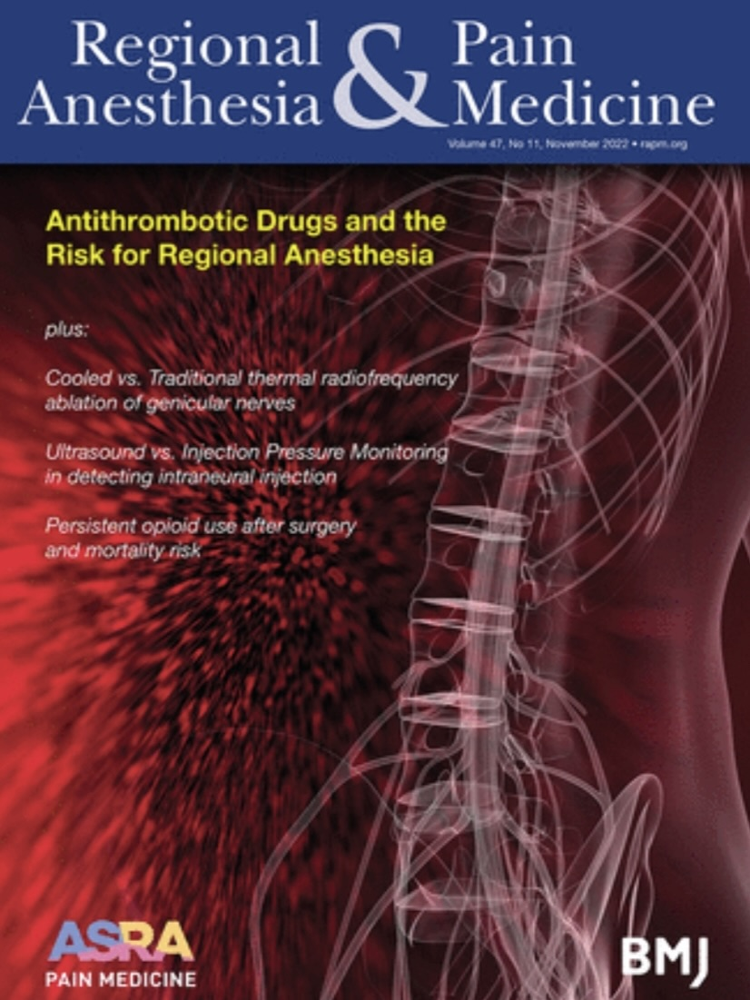 Regional & Pain
Anesthesia Medicine
Volume 47, No 11, November 2022 • rapm.org
Antithrombotic Drugs and the
Risk for Regional Anesthesia
plus:
Cooled vs. Traditional thermal radiofrequency
ablation of genicular nerves
Ultrasound vs. Injection Pressure Monitoring
in detecting intraneural injection
Persistent opioid use after surgery
and mortality risk
ASRA
PAIN MEDICINE
BMJ